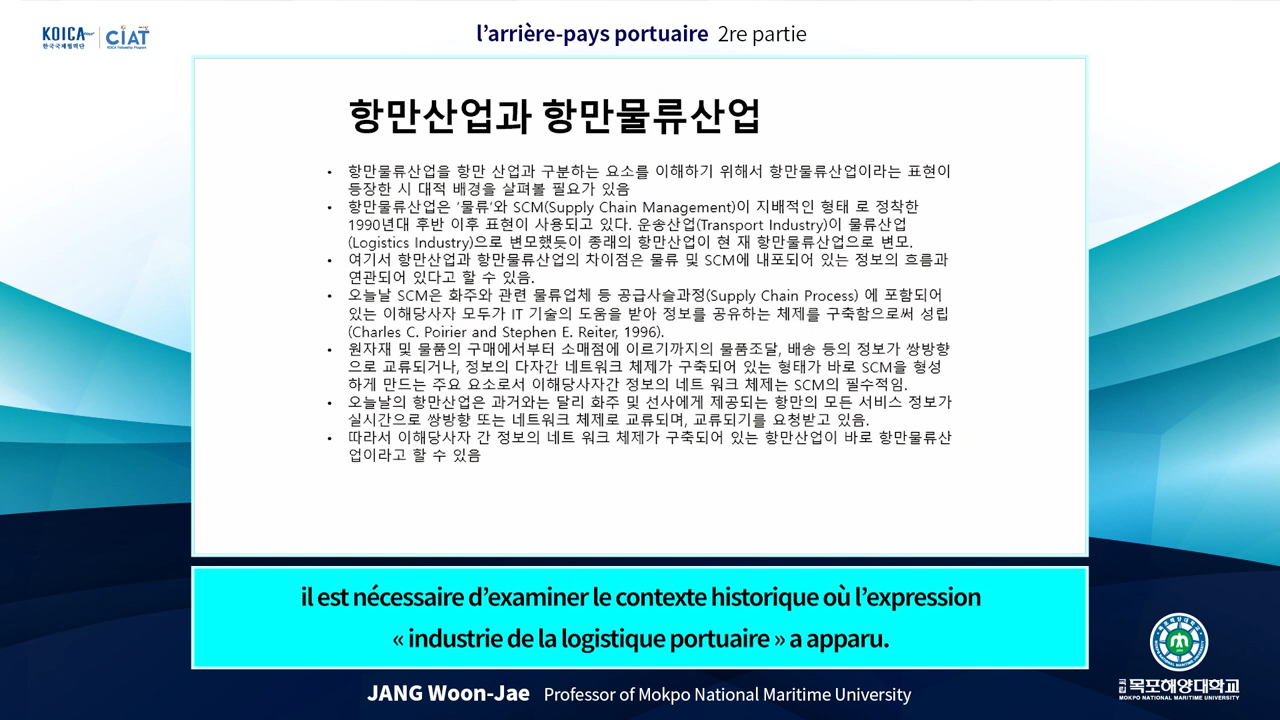 KOICA
한국국제협력단
CIAT
KOICA Fellowship Program
l’arrière-pays portuaire 2re partie
항만산업과 항만물류산업
• 항만물류산업을 항만 산업과 구분하는 요소를 이해하기 위해서 항만물류산업이라는 표현이
등장한 시 대적 배경을 살펴볼 필요가 있음
• 항만물류산업은 ‘물류’와 SCM(Supply Chain Management)이 지배적인 형태 로 정착한
1990년대 후반 이후 표현이 사용되고 있다. 운송산업(Transport Industry)이 물류산업
(Logistics Industry)으로 변모했듯이 종래의 항만산업이 현 재 항만물류산업으로 변모.
• 여기서 항만산업과 항만물류산업의 차이점은 물류 및 SCM에 내포되어 있는 정보의 흐름과
연관되어 있다고 할 수 있음.
• 오늘날 SCM은 화주와 관련 물류업체 등 공급사슬과정(Supply Chain Process) 에 포함되어
있는 이해당사자 모두가 IT 기술의 도움을 받아 정보를 공유하는 체제를 구축함으로써 성립
(Charles C. Poirier and Stephen E. Reiter, 1996).
• 원자재 및 물품의 구매에서부터 소매점에 이르기까지의 물품조달, 배송 등의 정보가 쌍방향
으로 교류되거나, 정보의 다자간 네트워크 체제가 구축되어 있는 형태가 바로 SCM을 형성
하게 만드는 주요 요소로서 이해당사자간 정보의 네트 워크 체제는 SCM의 필수적임.
• 오늘날의 항만산업은 과거와는 달리 화주 및 선사에게 제공되는 항만의 모든 서비스 정보가
실시간으로 쌍방향 또는 네트워크 체제로 교류되며, 교류되기를 요청받고 있음.
• 따라서 이해당사자 간 정보의 네트 워크 체제가 구축되어 있는 항만산업이 바로 항만물류산
업이라고 할 수 있음
il est nécessaire d’examiner le contexte historique où l’expression
« industrie de la logistique portuaire » a apparu.
JANG Woon-Jae Professor of Mokpo National Maritime University
국립 목포해양대학교
MOKPO NATIONAL MARITIME UNIVERSITY